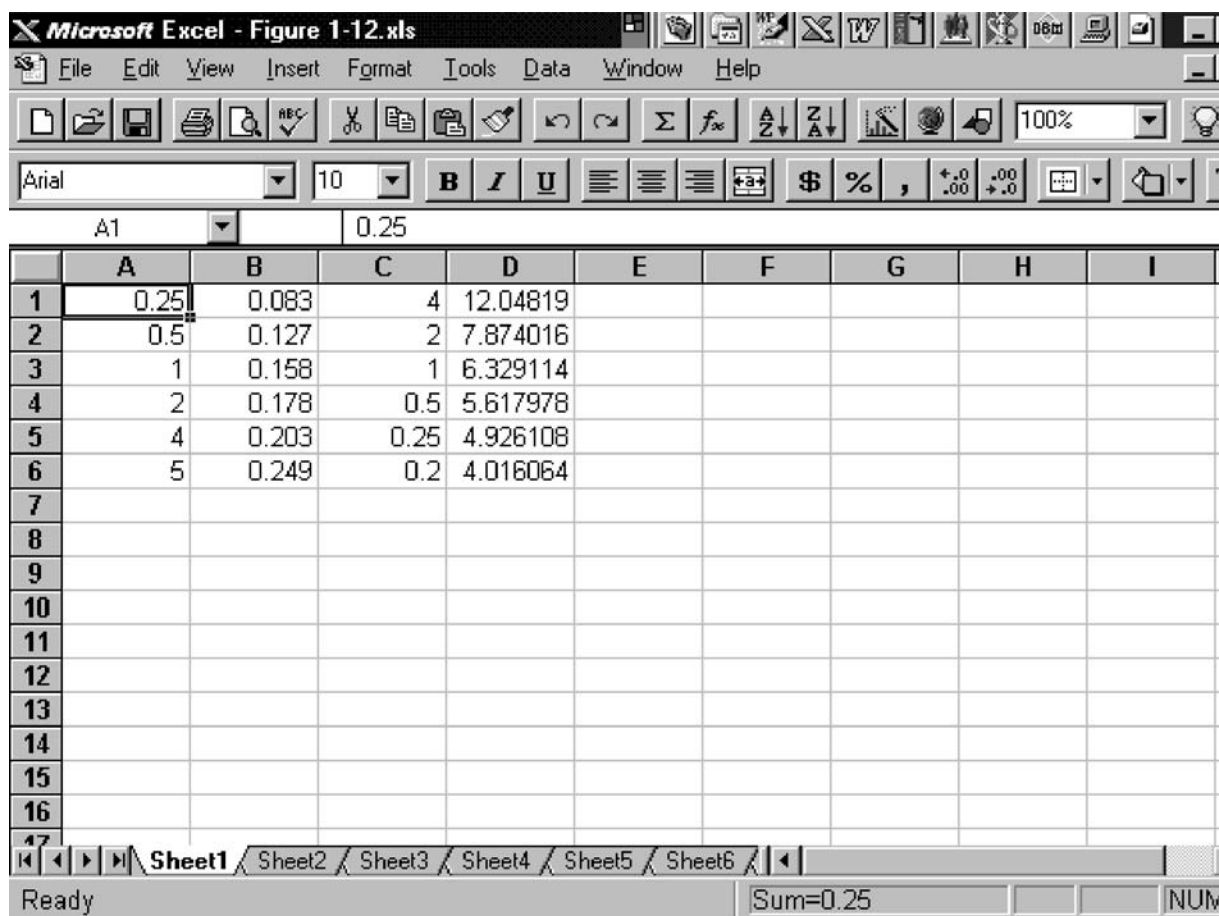 Microsoft Excel - Figure 1-12.xls
File Edit View Insert Format Tools Data Window Help
100%
Arial 10 B I U $ % ,
A1 0.25
A B C D E F G H I
1 0.25 0.083 4 12.04819
2 0.5 0.127 2 7.874016
3 1 0.158 1 6.329114
4 2 0.178 0.5 5.617978
5 4 0.203 0.25 4.926108
6 5 0.249 0.2 4.016064
7
8
9
10
11
12
13
14
15
16
17
Sheet1 Sheet2 Sheet3 Sheet4 Sheet5 Sheet6
Ready Sum=0.25 NUM